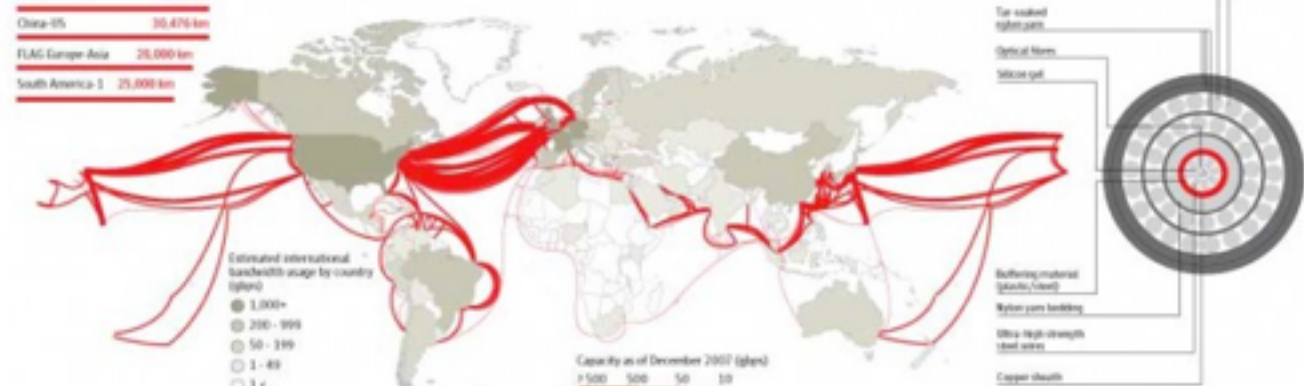 China-US 30,476 km
FLAG Europe-Asia 28,000 km
South America-1 25,000 km
Estimated international
bandwidth usage by country
(gbps)
1,000+
200 - 999
50 - 199
1 - 49
Capacity as of December 2007 (gbps)
>500 500 50 10
Tar-soaked
nylon yarn
Optical fibres
Silicon gel
Buffering material
(plastic/steel)
Nylon yarn bedding
Ultra-high strength
steel wires
Copper sheath